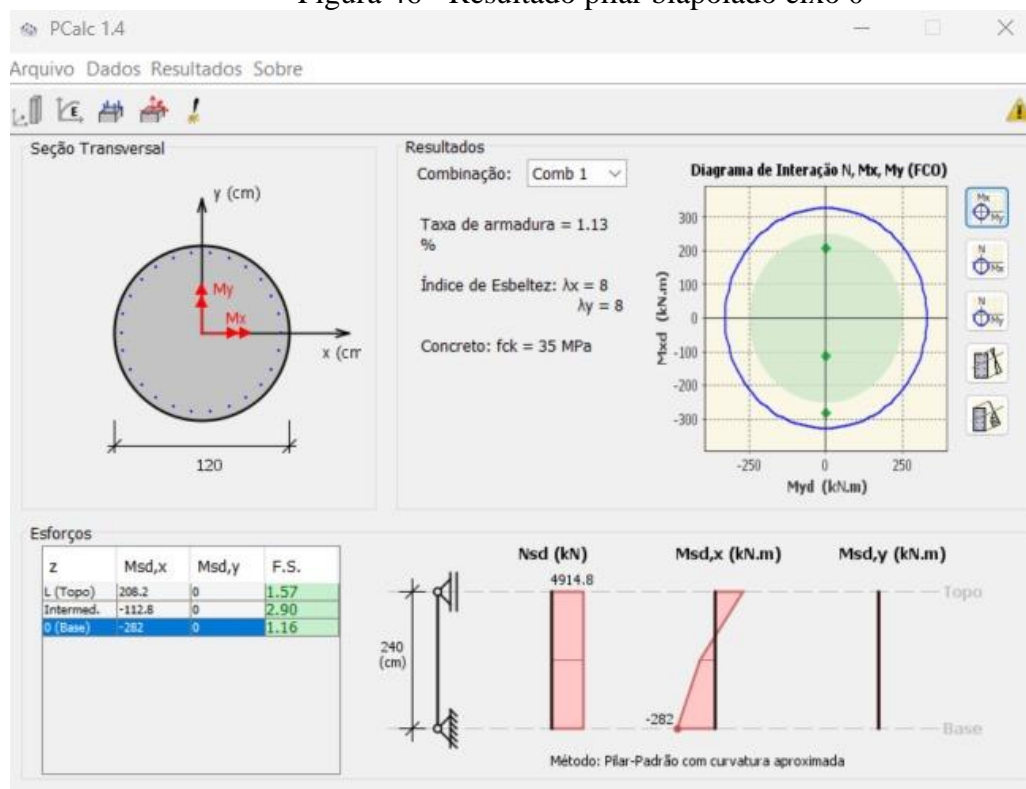 Figura 48 - Resultado pilar biapoiado eixo 6
PCalc 1.4
Arquivo Dados Resultados Sobre
Seção Transversal
y (cm)
My
Mx
x (cm
120
Resultados
Combinação: Comb 1
Taxa de armadura = 1.13
%
Índice de Esbeltez: λx = 8
λy = 8
Concreto: fck = 35 MPa
Diagrama de Interação N, Mx, My (FCO)
Mxd (kN.m)
300
200
100
0
-100
-200
-300
-250 0 250
Myd (kN.m)
Mx
My
N
Mx
N
My
Esforços
z Msd,x Msd,y F.S.
L (Topo) 208.2 0 1.57
Intermed. -112.8 0 2.90
0 (Base) -282 0 1.16
240
(cm)
Nsd (kN) Msd,x (kN.m) Msd,y (kN.m)
4914.8
Topo
-282
Base
Método: Pilar-Padrão com curvatura aproximada